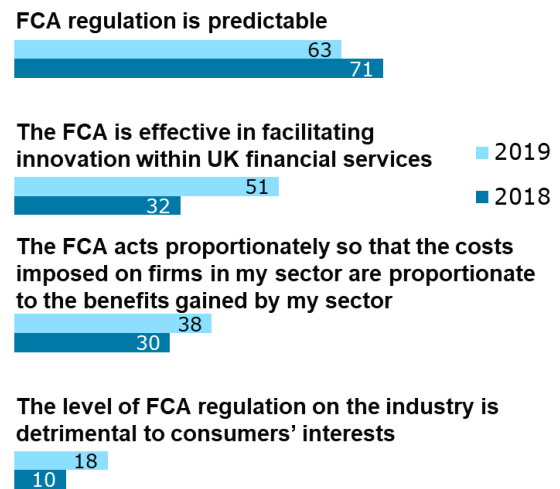 FCA regulation is predictable
63
71
The FCA is effective in facilitating
innovation within UK financial services
2019
51
2018
32
The FCA acts proportionately so that the costs
imposed on firms in my sector are proportionate
to the benefits gained by my sector
38
30
The level of FCA regulation on the industry is
detrimental to consumers’ interests
18
10